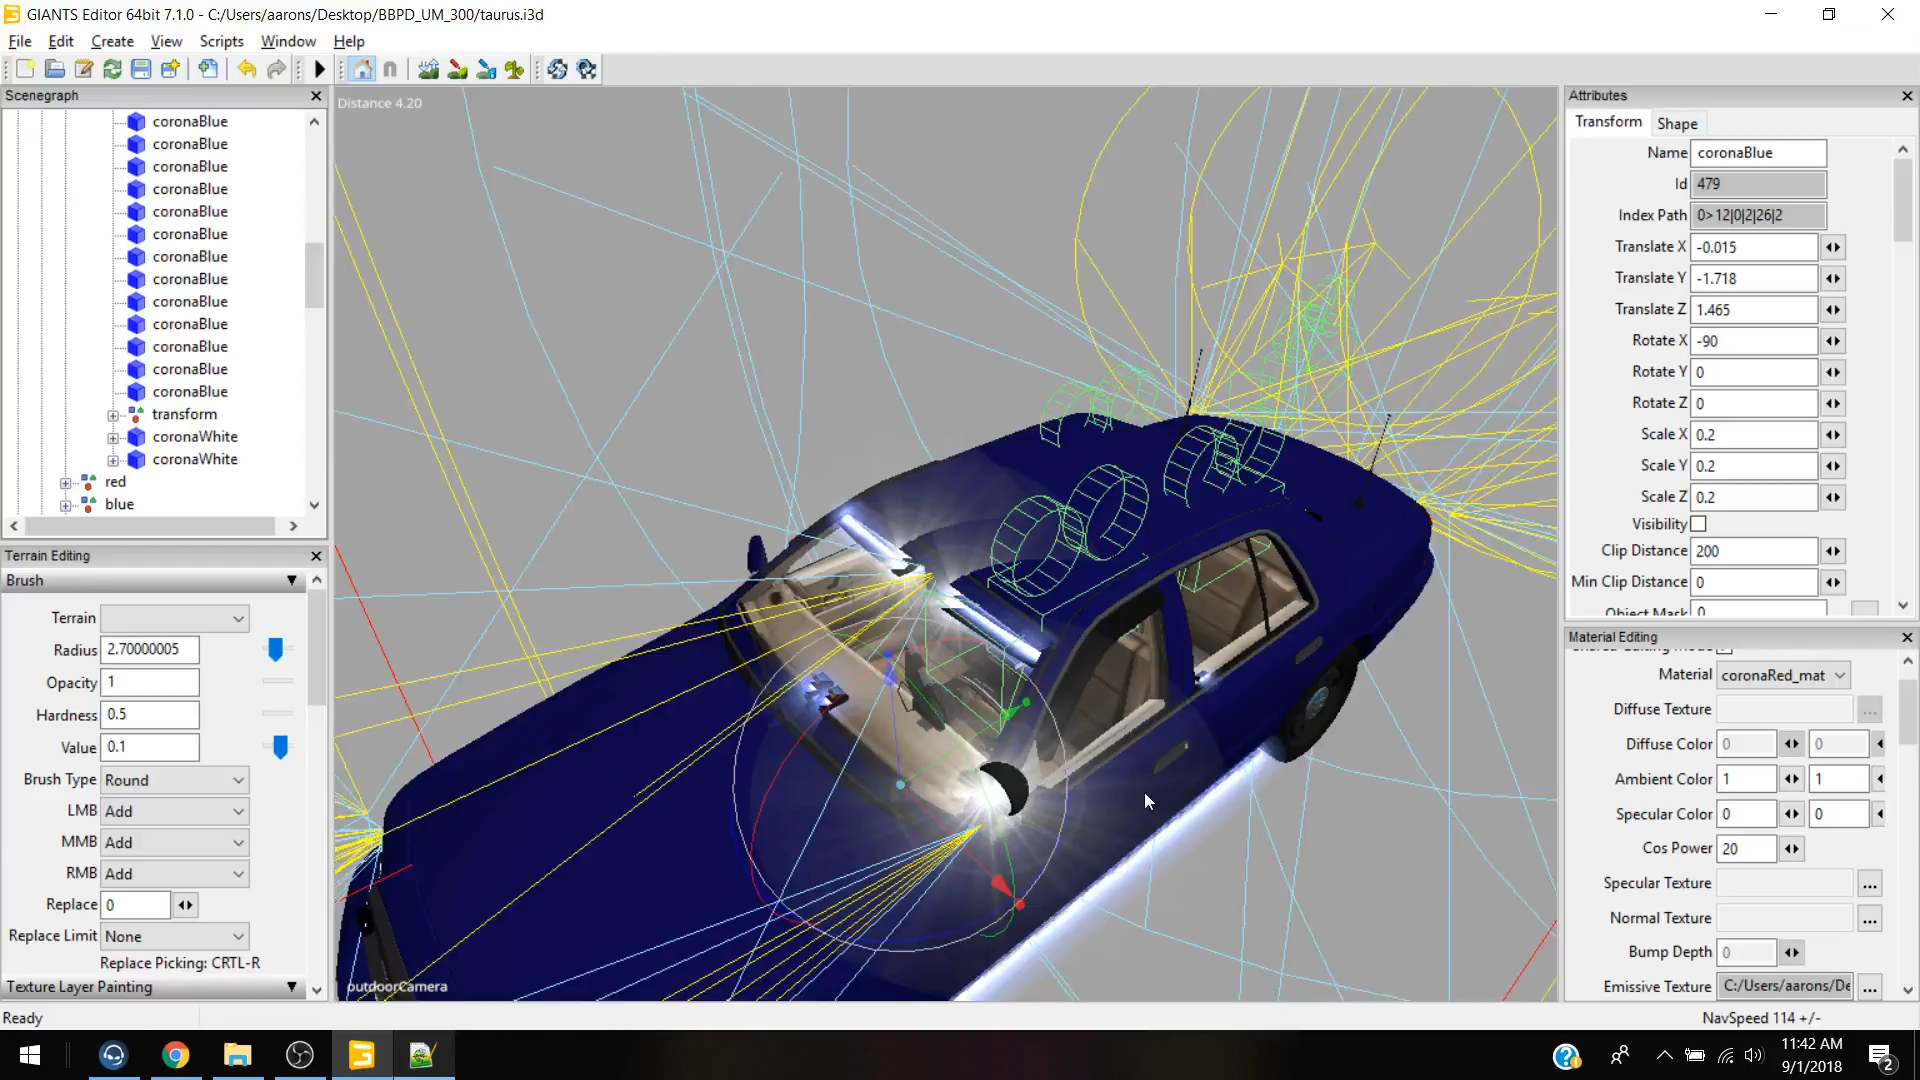 GIANTS Editor 64bit 7.1.0 - C:/Users/aarons/Desktop/BBPD_UM_300/taurus.i3d
File Edit Create View Scripts Window Help
Scenegraph
coronaBlue
coronaBlue
coronaBlue
coronaBlue
coronaBlue
coronaBlue
coronaBlue
coronaBlue
coronaBlue
coronaBlue
coronaBlue
coronaBlue
coronaBlue
transform
coronaWhite
coronaWhite
red
blue
Terrain Editing
Brush
Terrain
Radius 2.70000005
Opacity 1
Hardness 0.5
Value 0.1
Brush Type Round
LMB Add
MMB Add
RMB Add
Replace 0
Replace Limit None
Replace Picking: CRTL-R
Texture Layer Painting
Distance 4.20
outdoorCamera
Attributes
Transform Shape
Name coronaBlue
Id 479
Index Path 0>12|0|2|26|2
Translate X -0.015
Translate Y -1.718
Translate Z 1.465
Rotate X -90
Rotate Y 0
Rotate Z 0
Scale X 0.2
Scale Y 0.2
Scale Z 0.2
Visibility
Clip Distance 200
Min Clip Distance 0
Object Mask 0
Material Editing
Material coronaRed_mat
Diffuse Texture ...
Diffuse Color 0 0
Ambient Color 1 1
Specular Color 0 0
Cos Power 20
Specular Texture ...
Normal Texture ...
Bump Depth 0
Emissive Texture C:/Users/aarons/De ...
Ready
NavSpeed 114 +/-
11:42 AM
9/1/2018
2